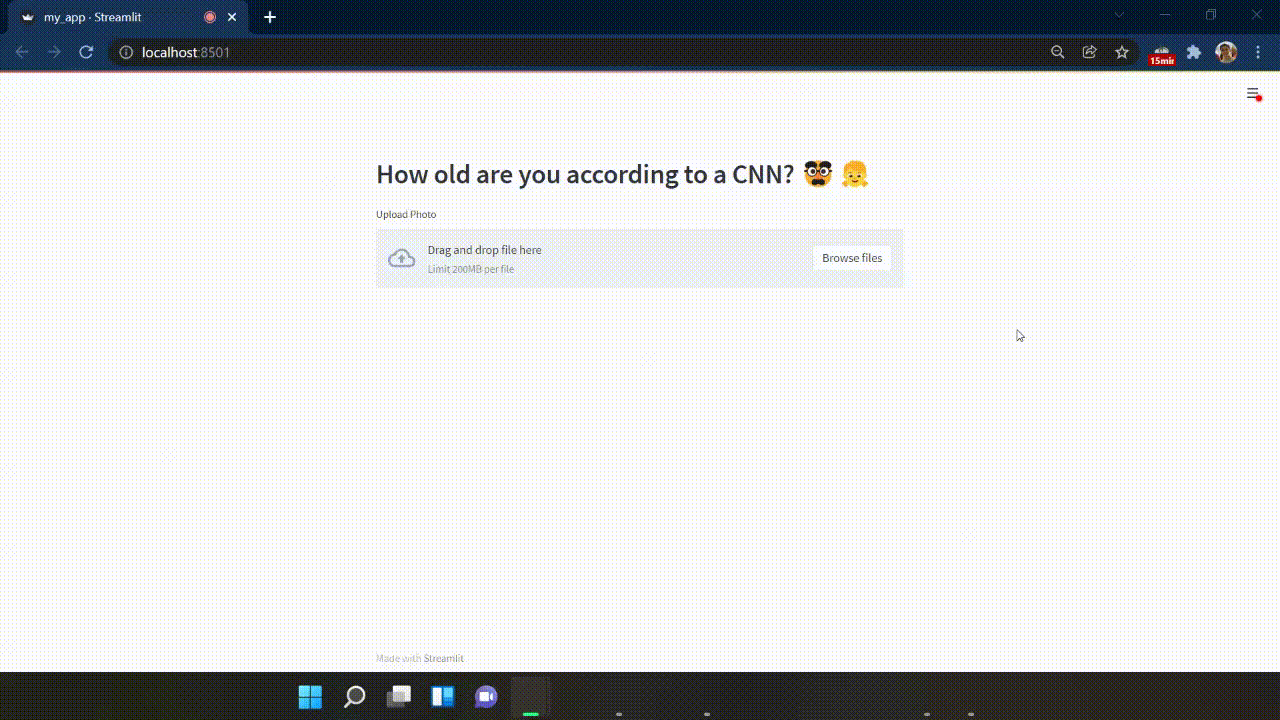 my_app · Streamlit
localhost:8501
15min
How old are you according to a CNN? 🥸 👧
Upload Photo
Drag and drop file here
Limit 200MB per file
Browse files
Made with Streamlit